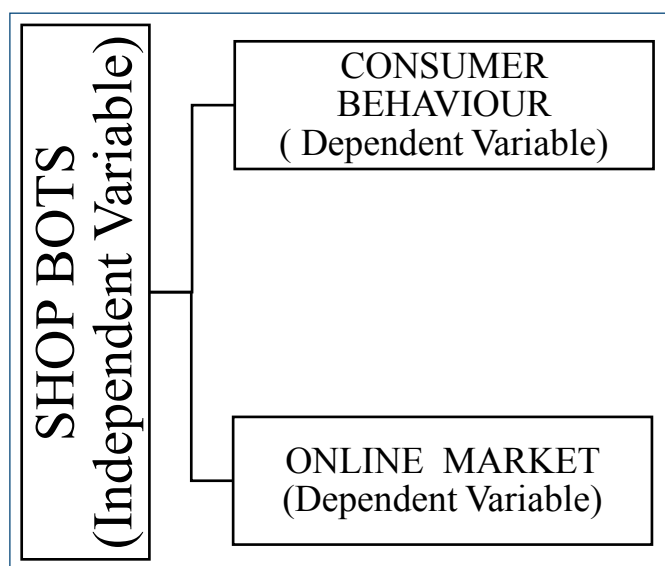 SHOP BOTS
(Independent Variable)
CONSUMER
BEHAVIOUR
( Dependent Variable)
ONLINE  MARKET
(Dependent Variable)